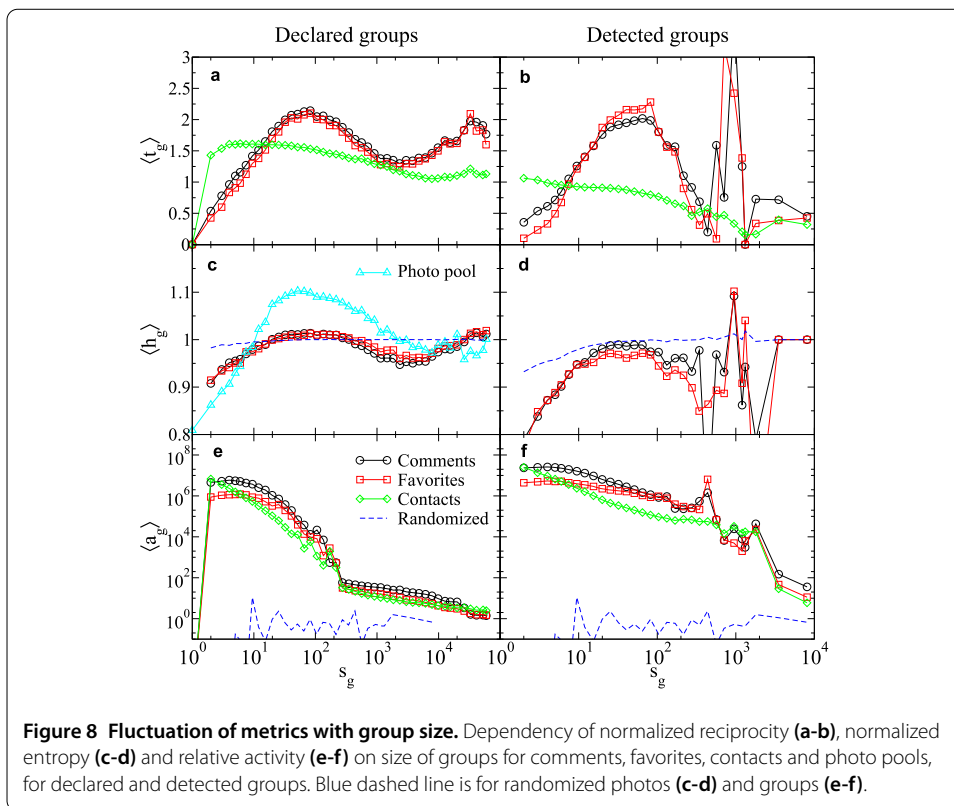 Declared groups
Detected groups
a
b
3
2.5
2
1.5
1
0.5
0
⟨t_g⟩
c
d
Photo pool
1.1
1
0.9
0.8
⟨h_g⟩
e
f
Comments
Favorites
Contacts
Randomized
10^8
10^6
10^4
10^2
10^0
⟨a_g⟩
10^0 10^1 10^2 10^3 10^4
10^1 10^2 10^3 10^4
s_g
s_g
Figure 8 Fluctuation of metrics with group size. Dependency of normalized reciprocity (a-b), normalized
entropy (c-d) and relative activity (e-f) on size of groups for comments, favorites, contacts and photo pools,
for declared and detected groups. Blue dashed line is for randomized photos (c-d) and groups (e-f).